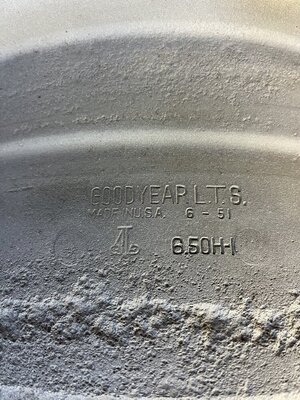 GOODYEAR L.T.S.
MADE IN U.S.A. 6-51
6.50H-I